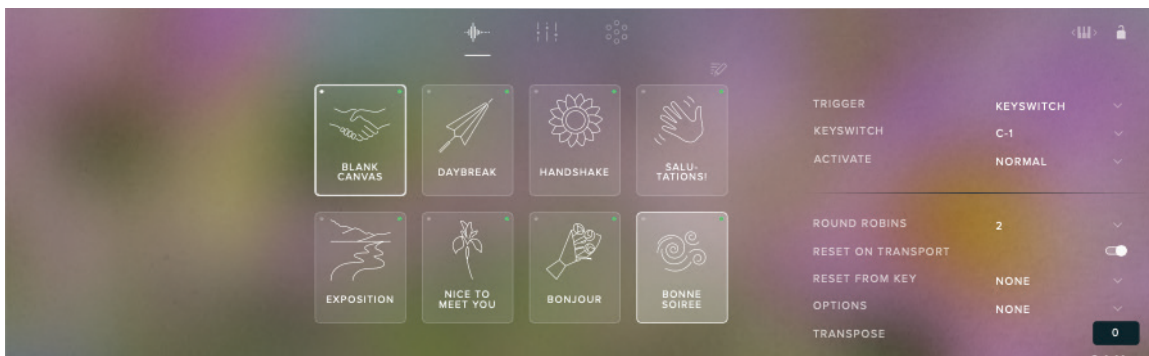 BLANK
CANVAS
DAYBREAK
HANDSHAKE
SALU-
TATIONS!
EXPOSITION
NICE TO
MEET YOU
BONJOUR
BONNE
SOIREE
TRIGGER KEYSWITCH
KEYSWITCH C-1
ACTIVATE NORMAL
ROUND ROBINS 2
RESET ON TRANSPORT
RESET FROM KEY NONE
OPTIONS NONE
TRANSPOSE 0